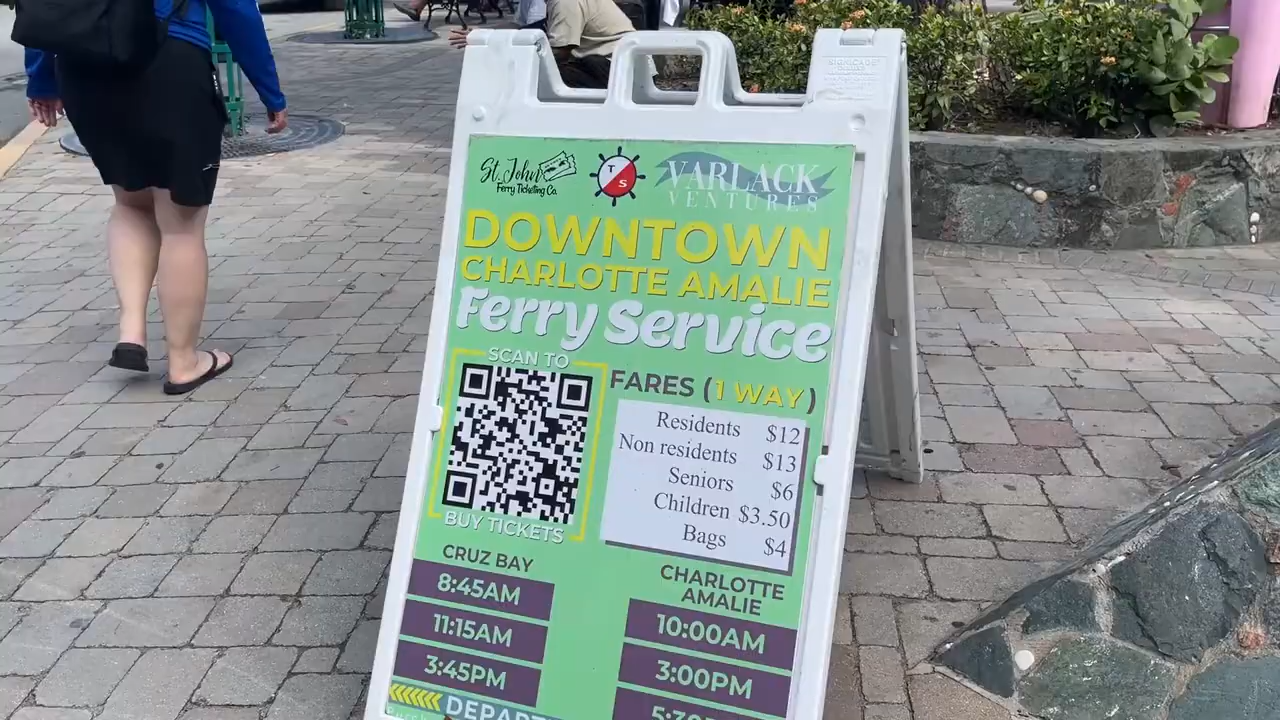 St. John
Ferry Ticketing Co.
T S
VARLACK
VENTURES
DOWNTOWN
CHARLOTTE AMALIE
Ferry Service
SCAN TO
BUY TICKETS
FARES (1 WAY)
Residents $12
Non residents $13
Seniors $6
Children $3.50
Bags $4
CRUZ BAY
8:45AM
11:15AM
3:45PM
CHARLOTTE
AMALIE
10:00AM
3:00PM